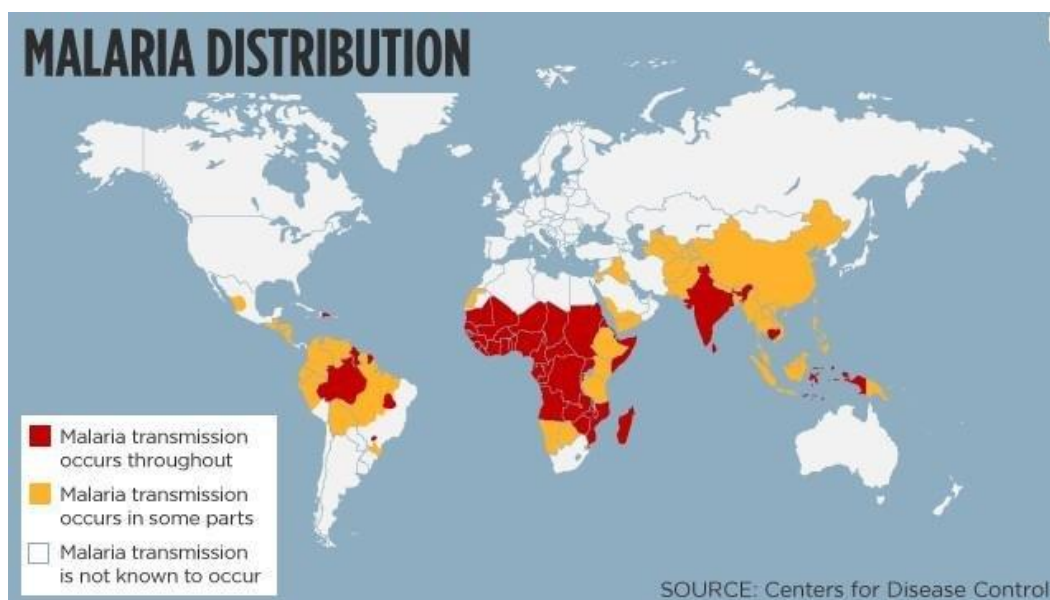 MALARIA DISTRIBUTION
Malaria transmission
occurs throughout
Malaria transmission
occurs in some parts
Malaria transmission
is not known to occur
SOURCE: Centers for Disease Control